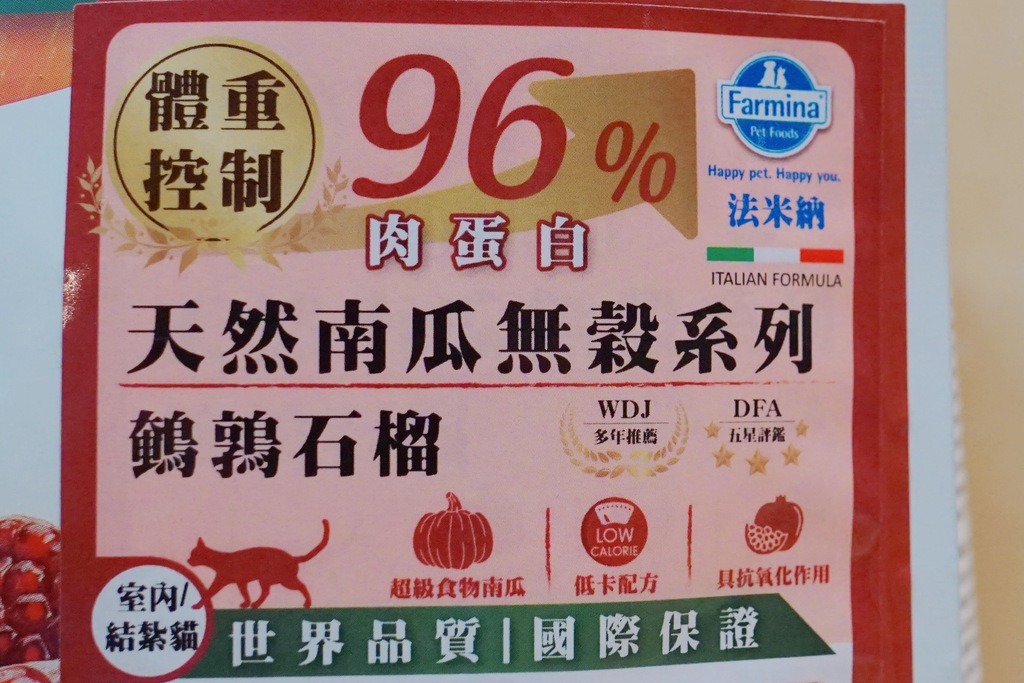 體重
控制
96%
肉蛋白
Farmina
Pet Foods
Happy pet. Happy you.
法米納
ITALIAN FORMULA
天然南瓜無穀系列
鵪鶉石榴
WDJ
多年推薦
DFA
五星評鑑
超級食物南瓜
LOW
CALORIE
低卡配方
具抗氧化作用
室內/
結紮貓
世界品質|國際保證